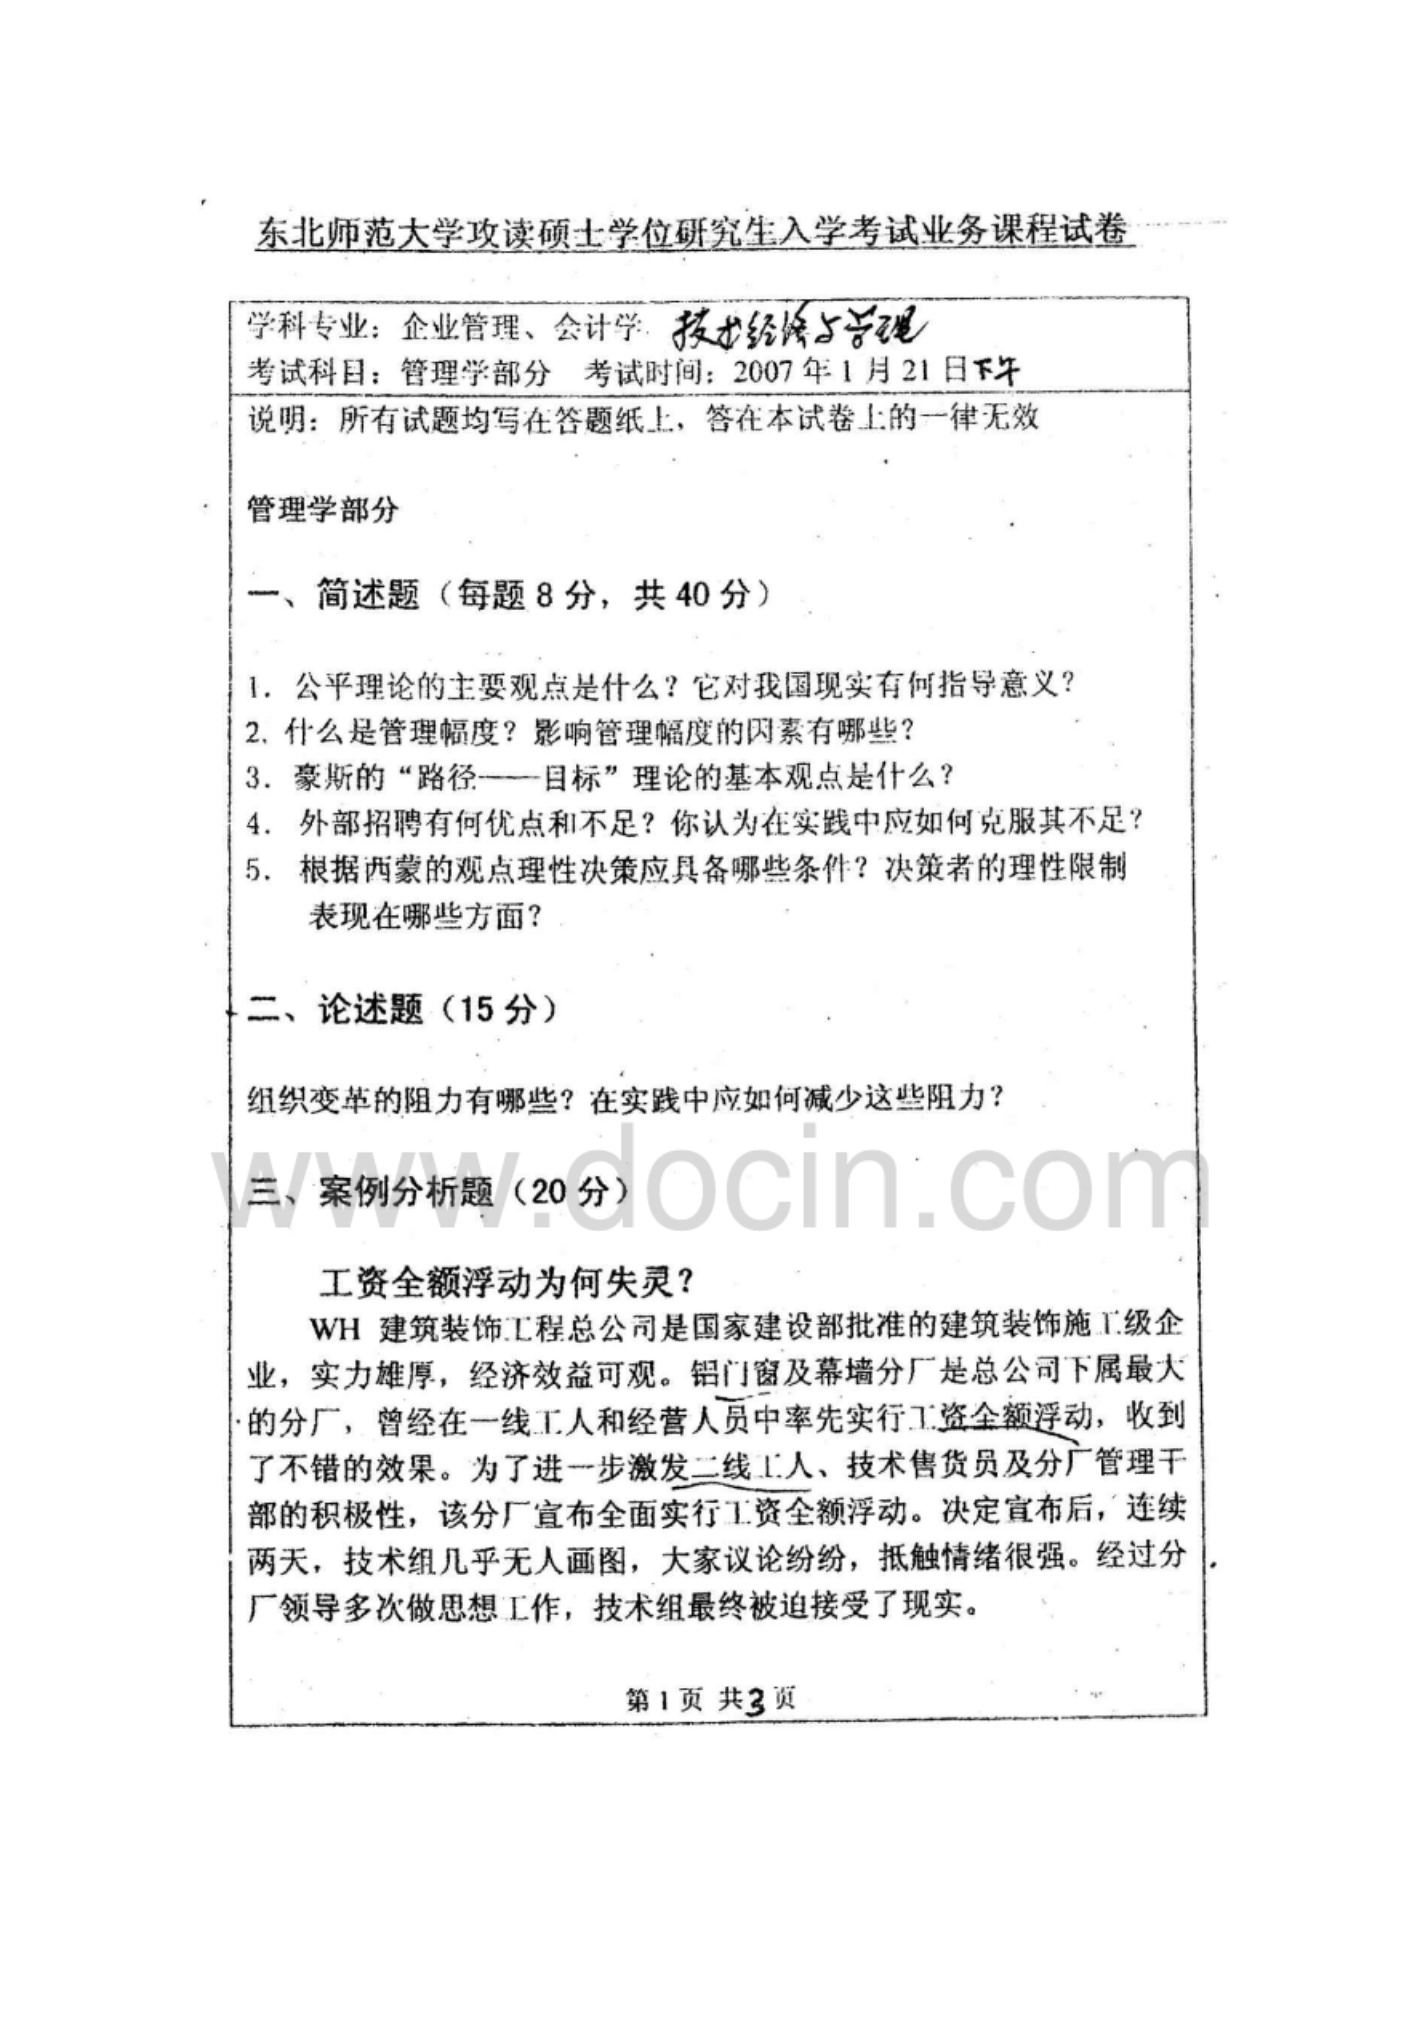 东北师范大学攻读硕士学位研究生入学考试业务课程试卷
学科专业：企业管理、会计学 技术经济与管理
考试科目：管理学部分 考试时间：2007年1月21日下午
说明：所有试题均写在答题纸上，答在本试卷上的一律无效
管理学部分
一、简述题（每题8分，共40分）
1. 公平理论的主要观点是什么？它对我国现实有何指导意义？
2. 什么是管理幅度？影响管理幅度的因素有哪些？
3. 豪斯的“路径——目标”理论的基本观点是什么？
4. 外部招聘有何优点和不足？你认为在实践中应如何克服其不足？
5. 根据西蒙的观点理性决策应具备哪些条件？决策者的理性限制
表现在哪些方面？
二、论述题（15分）
组织变革的阻力有哪些？在实践中应如何减少这些阻力？
www.docin.com
三、案例分析题（20分）
工资全额浮动为何失灵？
WH 建筑装饰工程总公司是国家建设部批准的建筑装饰施工级企
业，实力雄厚，经济效益可观。铝门窗及幕墙分厂是总公司下属最大
的分厂，曾经在一线工人和经营人员中率先实行工资全额浮动，收到
了不错的效果。为了进一步激发二线工人、技术售货员及分厂管理干
部的积极性，该分厂宣布全面实行工资全额浮动。决定宣布后，连续
两天，技术组几乎无人画图，大家议论纷纷，抵触情绪很强。经过分
厂领导多次做思想工作，技术组最终被迫接受了现实。
第1页 共3页